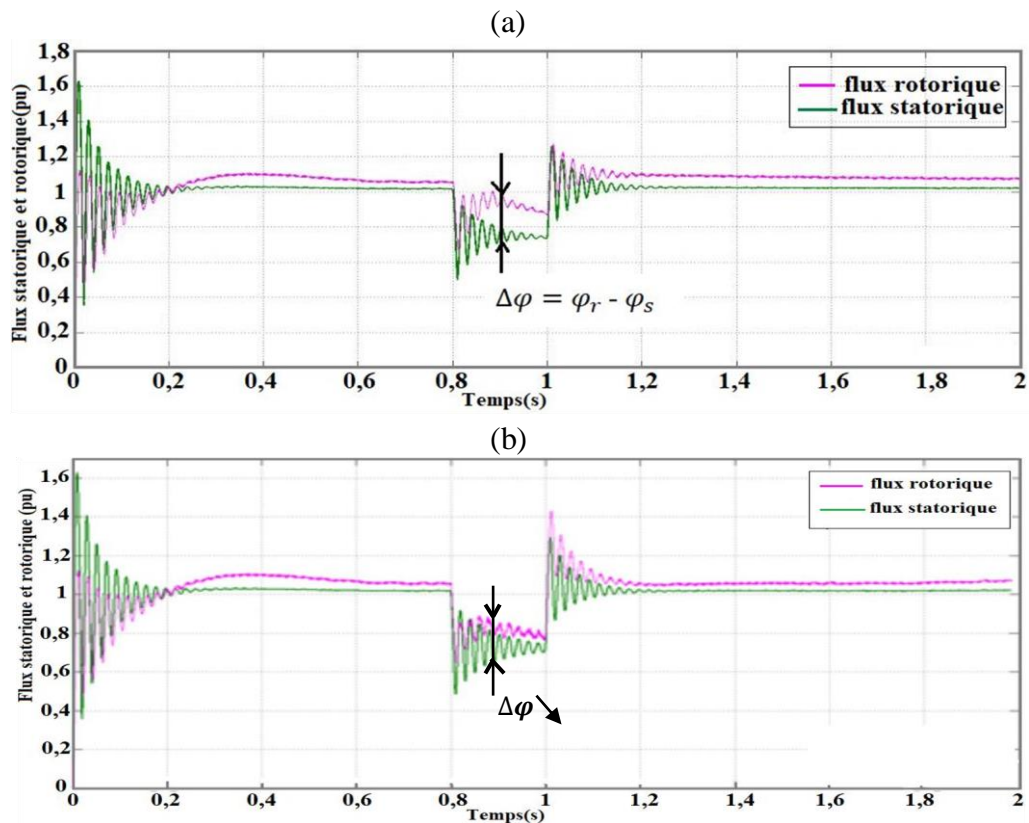 (a)
Flux statorique et rotorique(pu)
1,8
1,6
1,4
1,2
1
0,8
0,6
0,4
0,2
0
flux rotorique
flux statorique
Δφ = φr - φs
0 0,2 0,4 0,6 0,8 1 1,2 1,4 1,6 1,8 2
Temps(s)
(b)
Flux statorique et rotorique (pu)
1,6
1,4
1,2
1
0,8
0,6
0,4
0,2
0
flux rotorique
flux statorique
Δφ
0 0,2 0,4 0,6 0,8 1 1,2 1,4 1,6 1,8 2
Temps(s)